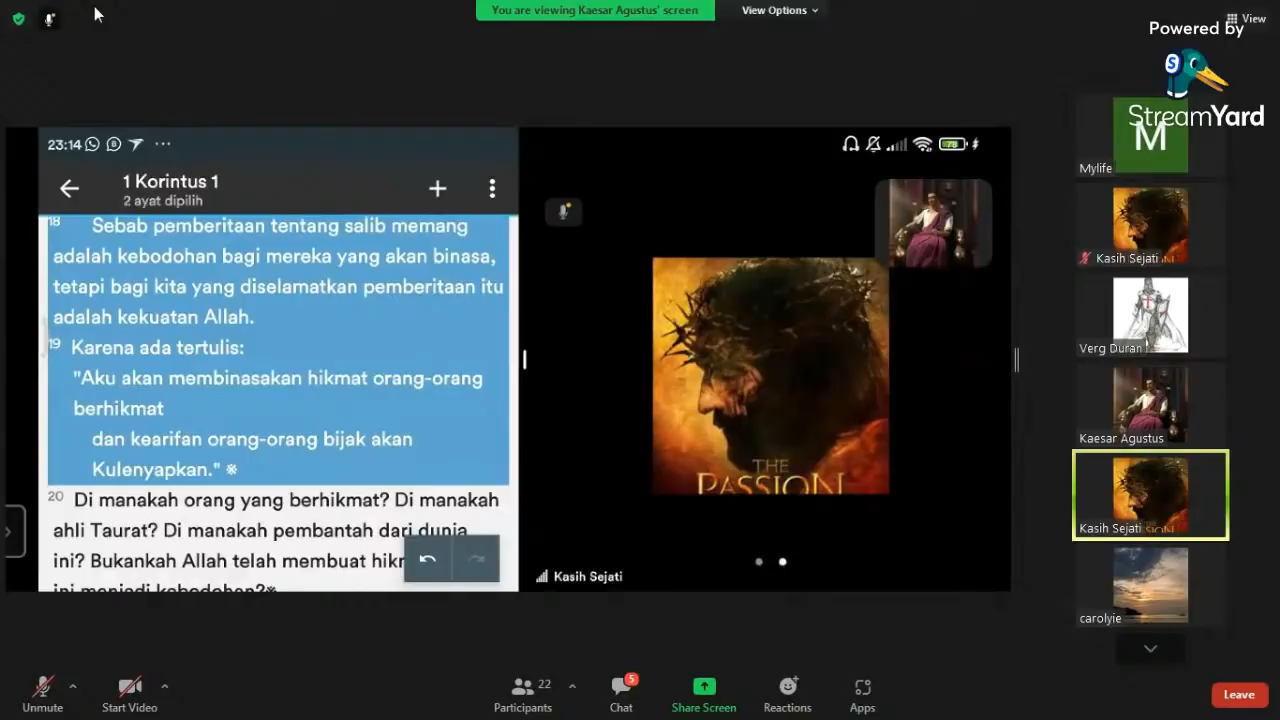 You are viewing Kaesar Agustus' screen
View Options
View
Powered by
StreamYard
23:14
1 Korintus 1
2 ayat dipilih
18 Sebab pemberitaan tentang salib memang
adalah kebodohan bagi mereka yang akan binasa,
tetapi bagi kita yang diselamatkan pemberitaan itu
adalah kekuatan Allah.
19 Karena ada tertulis:
"Aku akan membinasakan hikmat orang-orang
berhikmat
dan kearifan orang-orang bijak akan
Kulenyapkan." ※
20 Di manakah orang yang berhikmat? Di manakah
ahli Taurat? Di manakah pembantah dari dunia
ini? Bukankah Allah telah membuat
ini menjadi kebodohan?※
78
THE
PASSION
Kasih Sejati
M
Mylife
Kasih Sejati
Verg Duran
Kaesar Agustus
Kasih Sejati
carolyie
Unmute
Start Video
22
Participants
5
Chat
Share Screen
Reactions
Apps
Leave